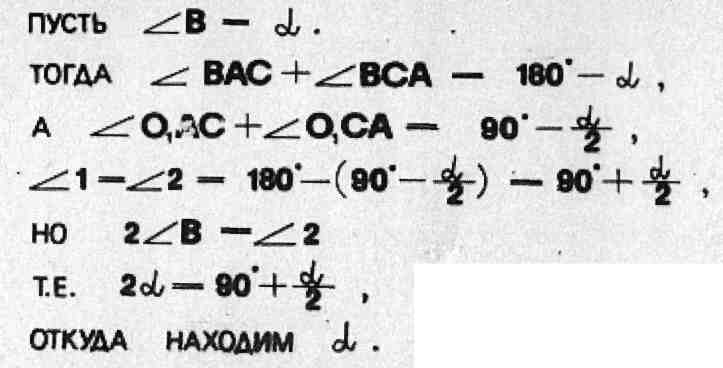 ПУСТЬ ∠B = α.
ТОГДА ∠BAC + ∠BCA = 180° − α,
А ∠O₁AC + ∠O₁CA = 90° − α/2,
∠1 = ∠2 = 180° − (90° − α/2) = 90° + α/2,
НО 2∠B = ∠2
Т.Е. 2α = 90° + α/2,
ОТКУДА НАХОДИМ α.